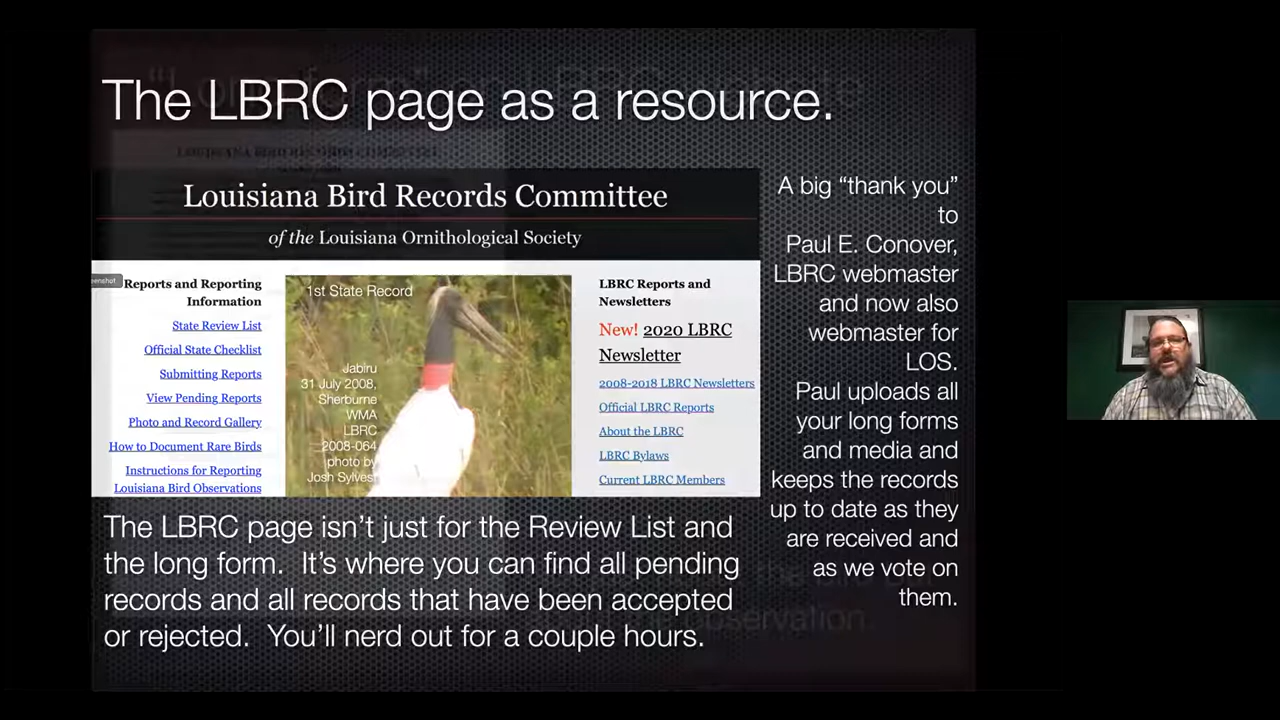 The LBRC page as a resource.
Louisiana Bird Records Committee
of the Louisiana Ornithological Society
Reports and Reporting
Information
State Review List
Official State Checklist
Submitting Reports
View Pending Reports
Photo and Record Gallery
How to Document Rare Birds
Instructions for Reporting
Louisiana Bird Observations
1st State Record
Jabiru
31 July 2008,
Sherburne
WMA
LBRC
2008-064
photo by
Josh Sylvest
LBRC Reports and
Newsletters
New! 2020 LBRC
Newsletter
2008-2018 LBRC Newsletters
Official LBRC Reports
About the LBRC
LBRC Bylaws
Current LBRC Members
The LBRC page isn't just for the Review List and
the long form. It's where you can find all pending
records and all records that have been accepted
or rejected. You'll nerd out for a couple hours.
A big “thank you”
to
Paul E. Conover,
LBRC webmaster
and now also
webmaster for
LOS.
Paul uploads all
your long forms
and media and
keeps the records
up to date as they
are received and
as we vote on
them.